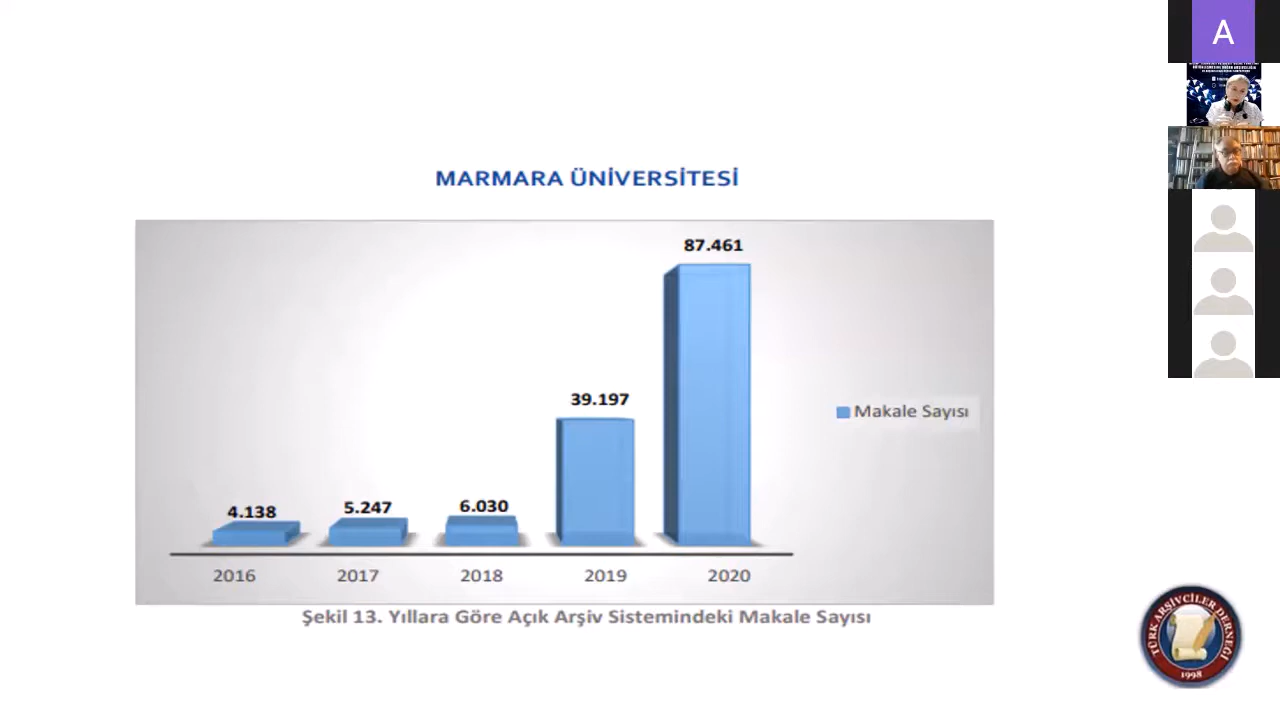 MARMARA ÜNİVERSİTESİ
87.461
39.197
6.030
5.247
4.138
Makale Sayısı
2016 2017 2018 2019 2020
Şekil 13. Yıllara Göre Açık Arşiv Sistemindeki Makale Sayısı
A
TÜRK ARŞİVCİLER DERNEĞİ
1998